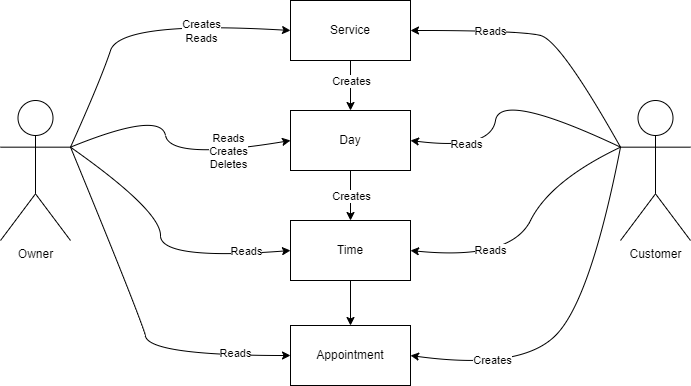 Creates
Reads
Service
Reads
Creates
Reads
Creates
Deletes
Day
Reads
Creates
Owner
Customer
Reads
Time
Reads
Reads
Appointment
Creates